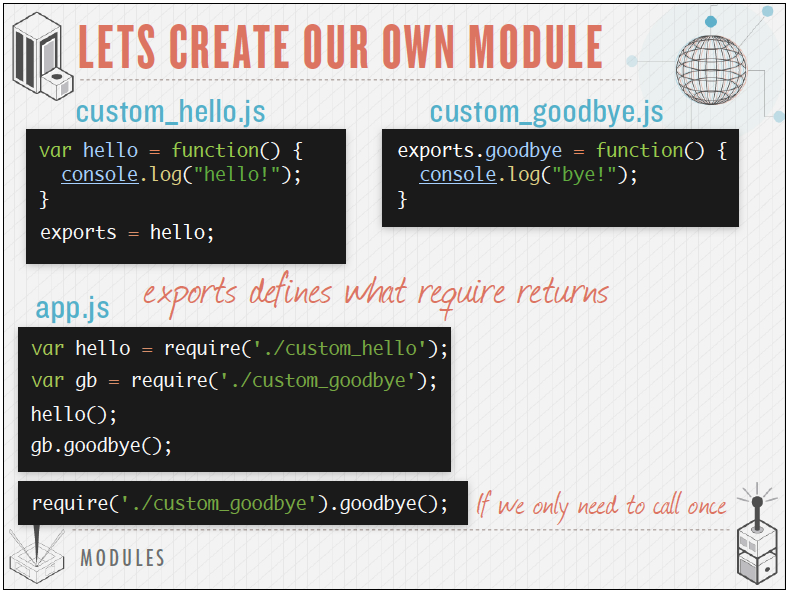 LETS CREATE OUR OWN MODULE
custom_hello.js
var hello = function() {
  console.log("hello!");
}
exports = hello;
custom_goodbye.js
exports.goodbye = function() {
  console.log("bye!");
}
exports defines what require returns
app.js
var hello = require('./custom_hello');
var gb = require('./custom_goodbye');
hello();
gb.goodbye();
require('./custom_goodbye').goodbye();
If we only need to call once
MODULES